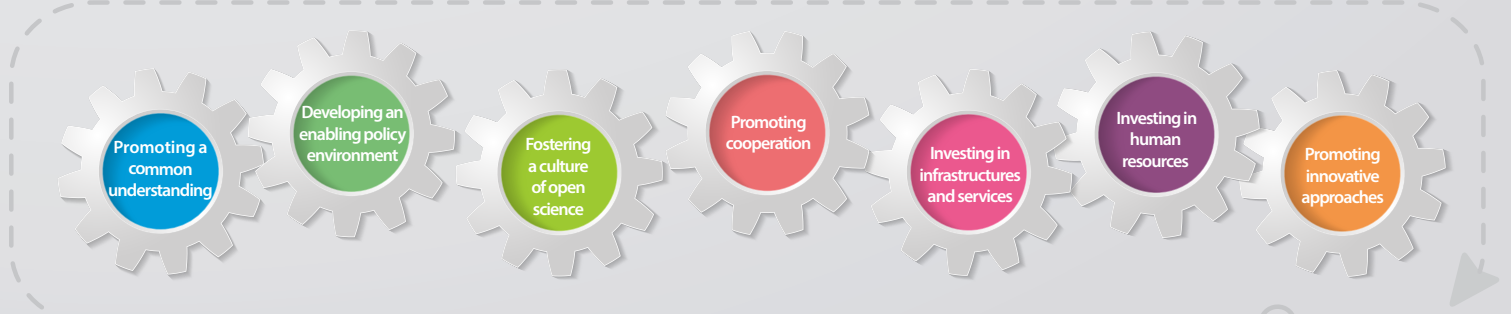 Promoting a
common
understanding
Developing an
enabling policy
environment
Fostering
a culture
of open
science
Promoting
cooperation
Investing in
infrastructures
and services
Investing in
human
resources
Promoting
innovative
approaches